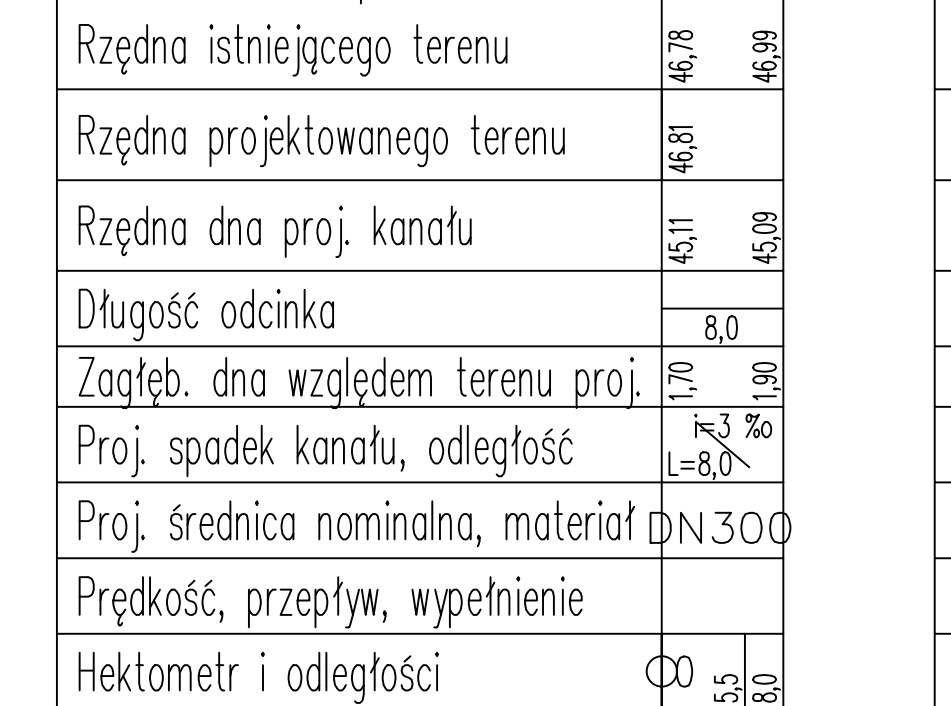 Rzędna istniejącego terenu 46,78 46,99
Rzędna projektowanego terenu 46,81
Rzędna dna proj. kanału 45,11 45,09
Długość odcinka
8,0
Zagłęb. dna względem terenu proj. 1,70 1,90
i=3 ‰
Proj. spadek kanału, odległość
L=8,0
Proj. średnica nominalna, materiał DN300
Prędkość, przepływ, wypełnienie
Hektometr i odległości 5,5 8,0